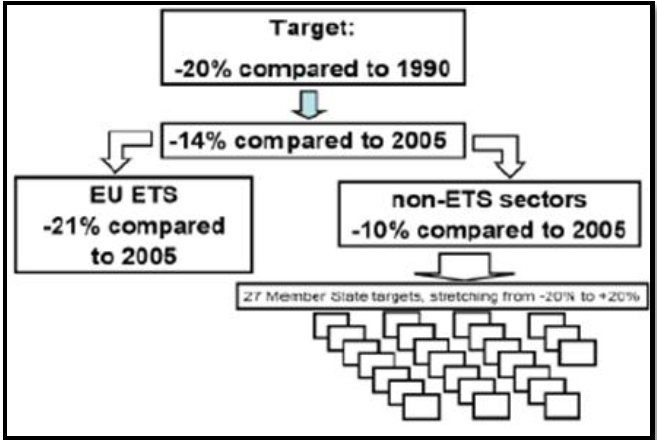 Target:
-20% compared to 1990
-14% compared to 2005
EU ETS
-21% compared
to 2005
non-ETS sectors
-10% compared to 2005
27 Member State targets, stretching from -20% to +20%